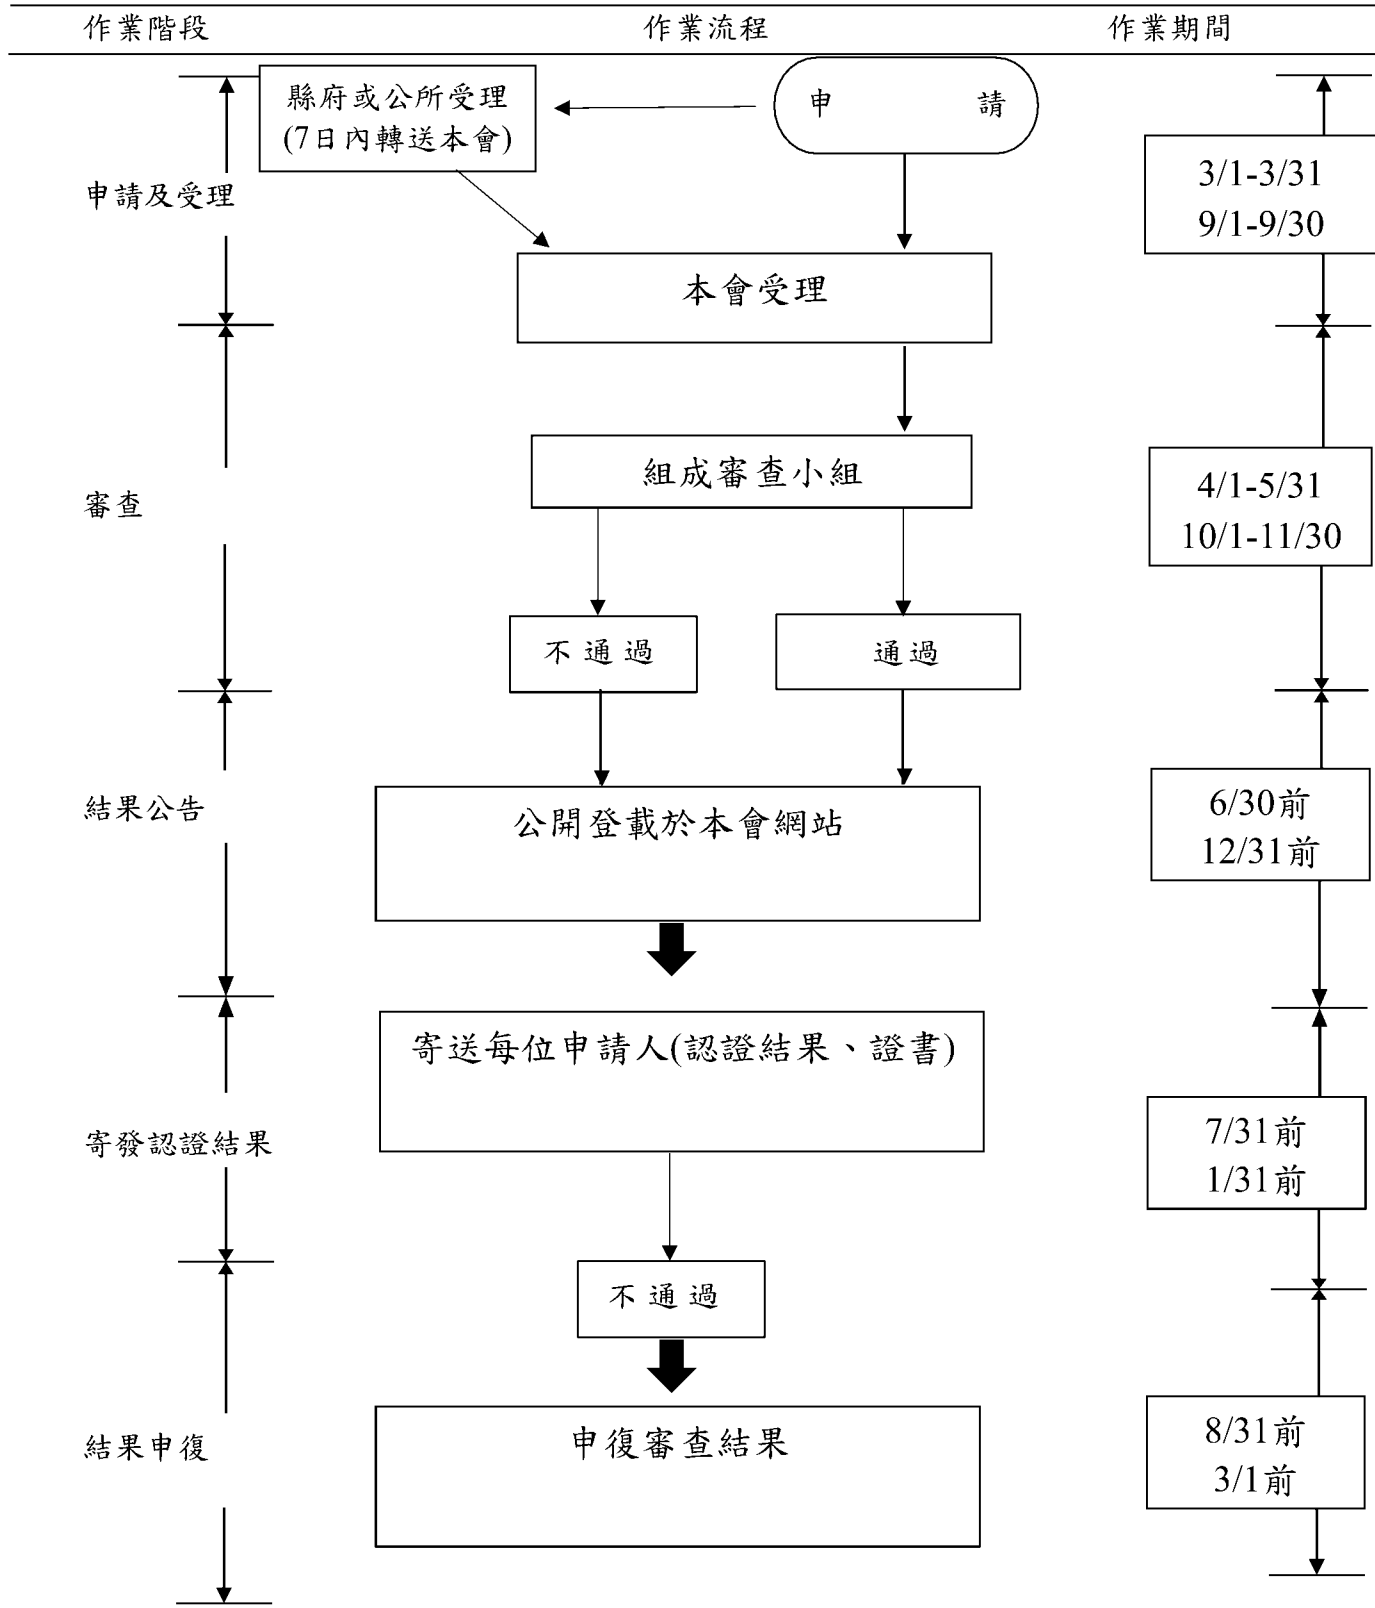 作業階段 作業流程 作業期間
申 請
縣府或公所受理
(7日內轉送本會)
申請及受理
3/1-3/31
9/1-9/30
本會受理
組成審查小組
審查
4/1-5/31
10/1-11/30
不通過
通過
結果公告
公開登載於本會網站
6/30前
12/31前
寄送每位申請人(認證結果、證書)
寄發認證結果
7/31前
1/31前
不通過
結果申復
申復審查結果
8/31前
3/1前